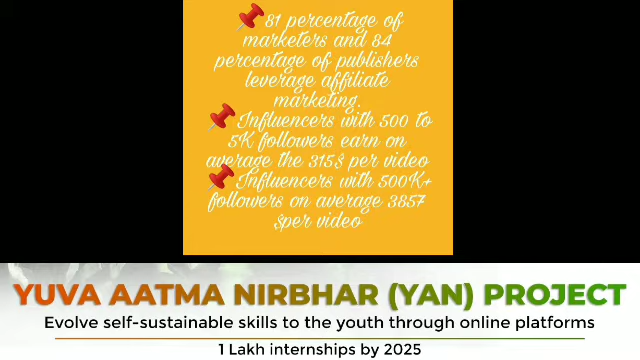 81 percentage of
marketers and 84
percentage of publishers
leverage affiliate
marketing.
Influencers with 500 to
5K followers earn on
average the 315$ per video
Influencers with 500K+
followers on average 3857
$per video
YUVA AATMA NIRBHAR (YAN) PROJECT
Evolve self-sustainable skills to the youth through online platforms
1 Lakh internships by 2025